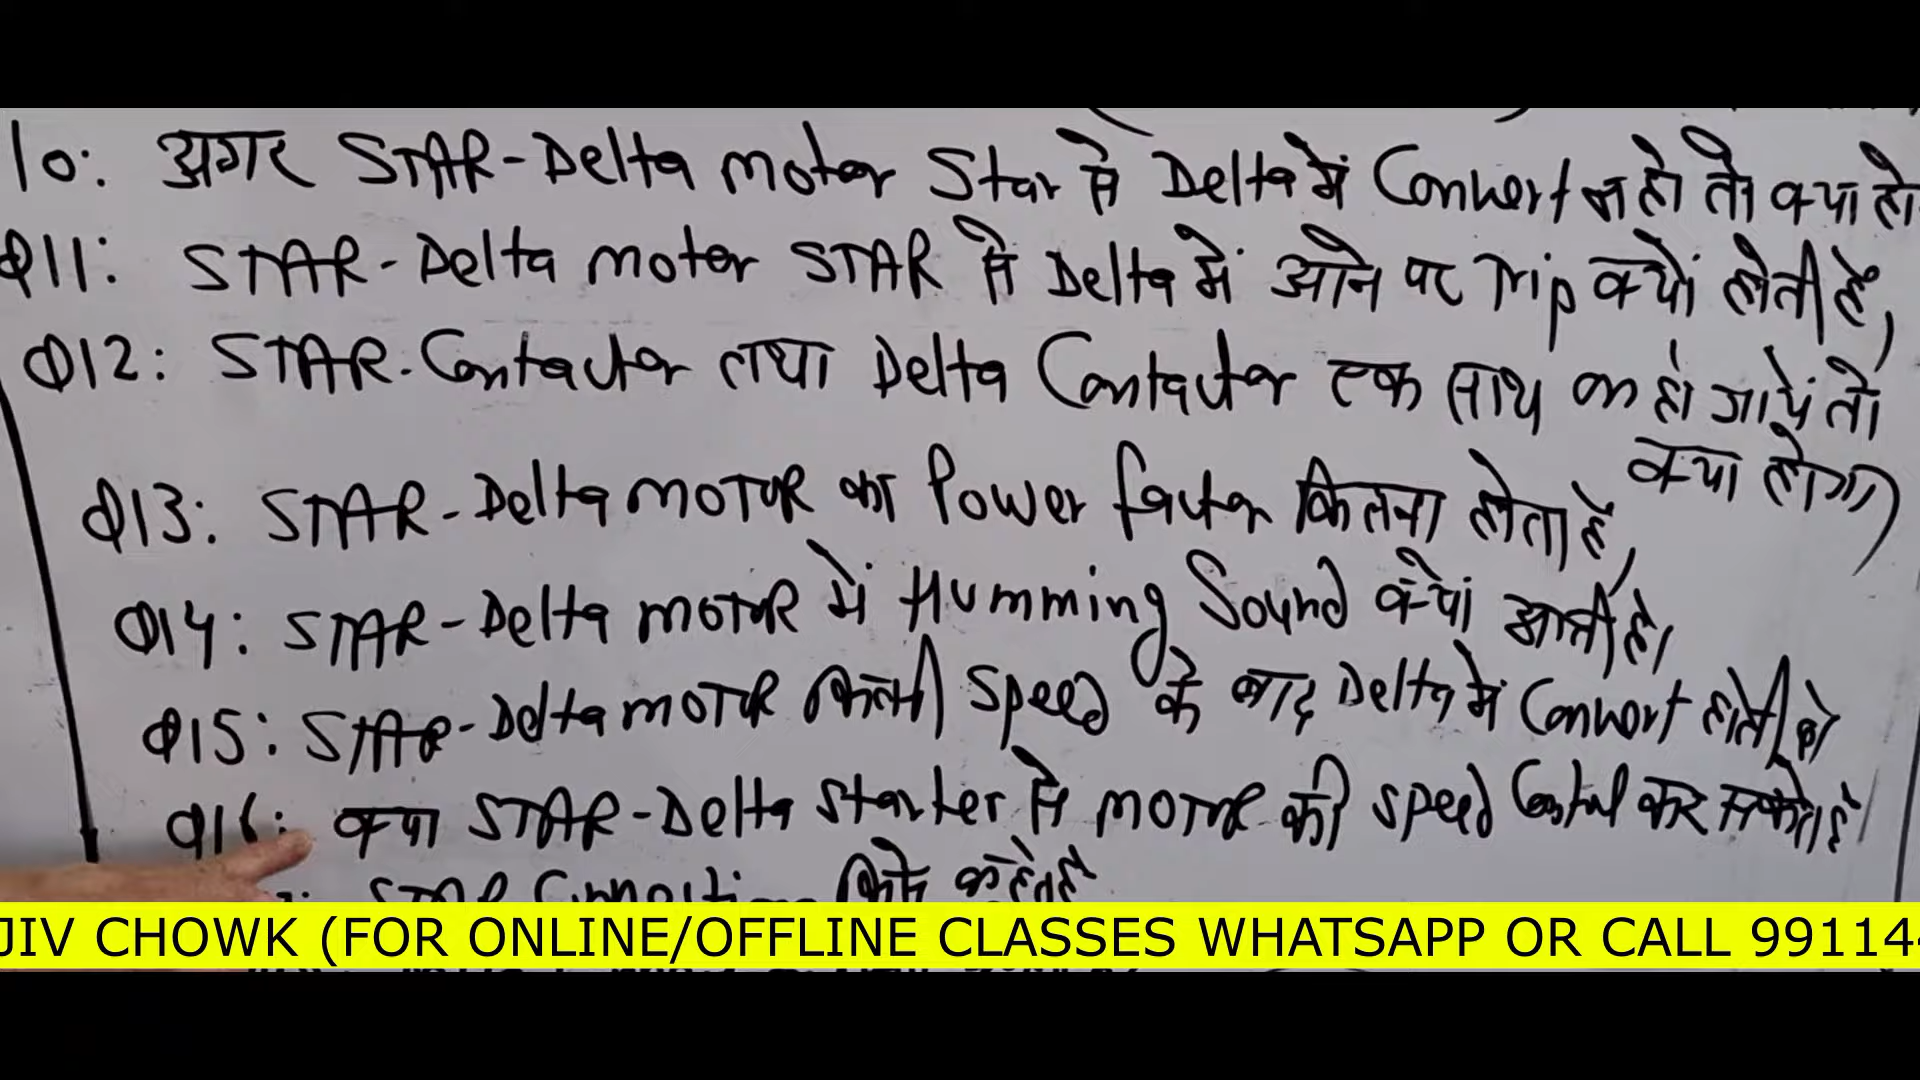 10: अगर STAR-Delta motor Star से Delta में Convert न हो तो क्या हो
Q11: STAR-Delta motor STAR से Delta में आने पर Trip क्यों होती है,
Q12: STAR-Contactor तथा Delta Contactor एक साथ on हो जायें तो
क्या होगा
Q13: STAR-Delta MOTOR का Power factor कितना होता है,
Q14: STAR-Delta MOTOR में Humming Sound क्यों आती है।
Q15: STAR-Delta MOTOR कितनी Speed के बाद Delta में Convert होती
Q16: क्या STAR-Delta Starter से MOTOR की Speed Control कर सकते है
STAR Connection किसे कहते है
JIV CHOWK (FOR ONLINE/OFFLINE CLASSES WHATSAPP OR CALL 99114